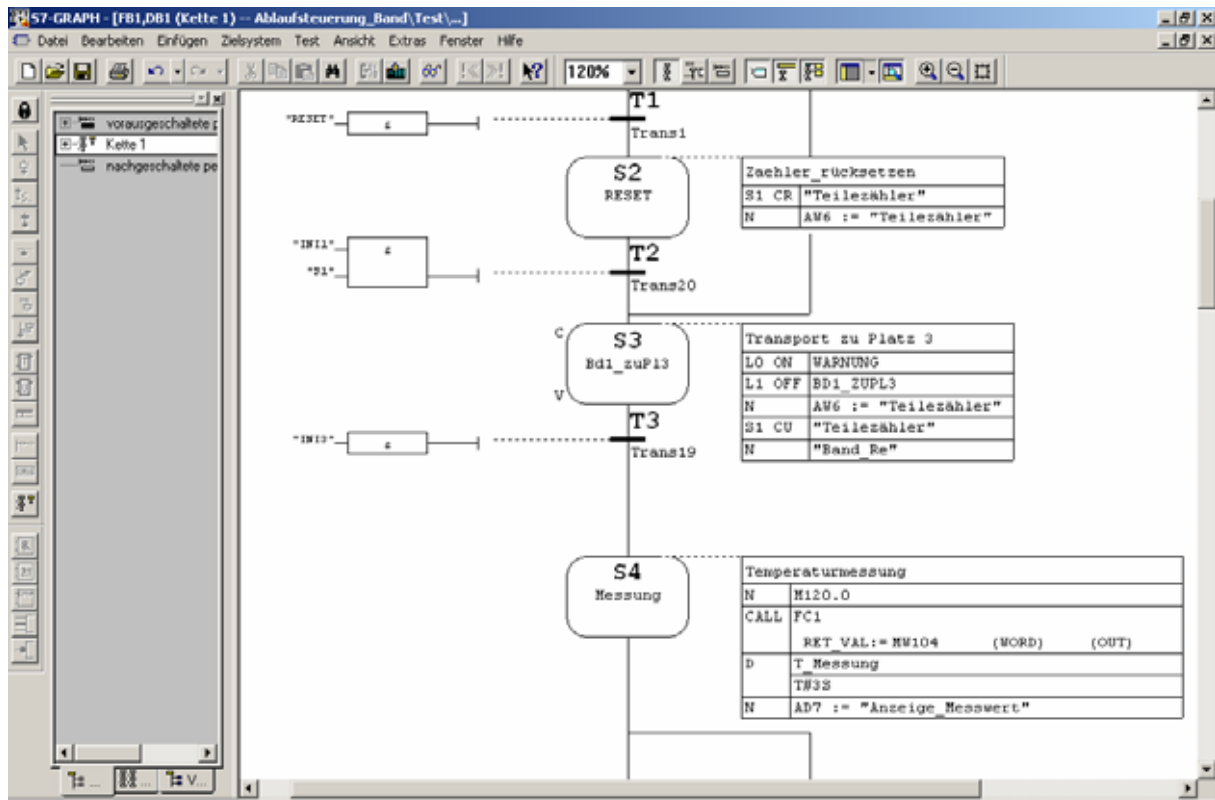 S7-GRAPH - [FB1,DB1 (Kette 1) -- Ablaufsteuerung_Band\Test\...]
Datei Bearbeiten Einfügen Zielsystem Test Ansicht Extras Fenster Hilfe
120%
vorausgeschaltete p
Kette 1
nachgeschaltete pe
T1
"RESET"
&
Trans1
S2
RESET
Zaehler_rücksetzen
S1 CR "Teilezähler"
N AW6 := "Teilezähler"
T2
"INI1"
&
"S1"
Trans20
C
S3
Bd1_zuPl3
V
Transport zu Platz 3
L0 ON WARNUNG
L1 OFF BD1_ZUPL3
N AW6 := "Teilezähler"
S1 CU "Teilezähler"
N "Band_Re"
T3
"INI3"
&
Trans19
S4
Messung
Temperaturmessung
N M120.0
CALL FC1
RET_VAL:= MW104 (WORD) (OUT)
D T_Messung
T#3S
N AD7 := "Anzeige_Messwert"
... ... V...